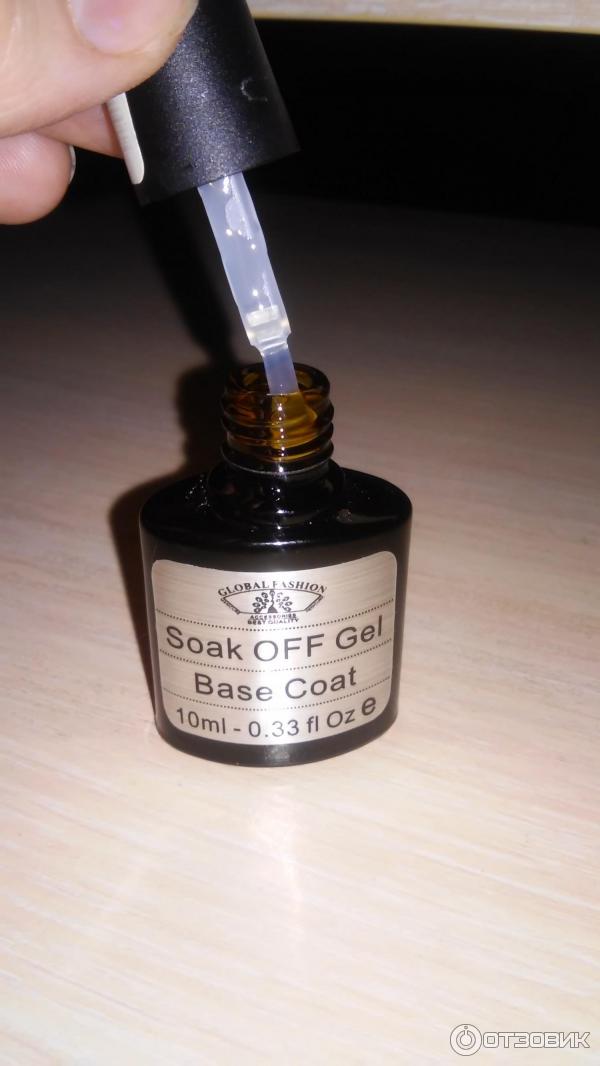 GLOBAL FASHION
ACCESSORIES
BEST QUALITY
Soak OFF Gel
Base Coat
10ml - 0.33 fl Oz e
ОТЗОВИК